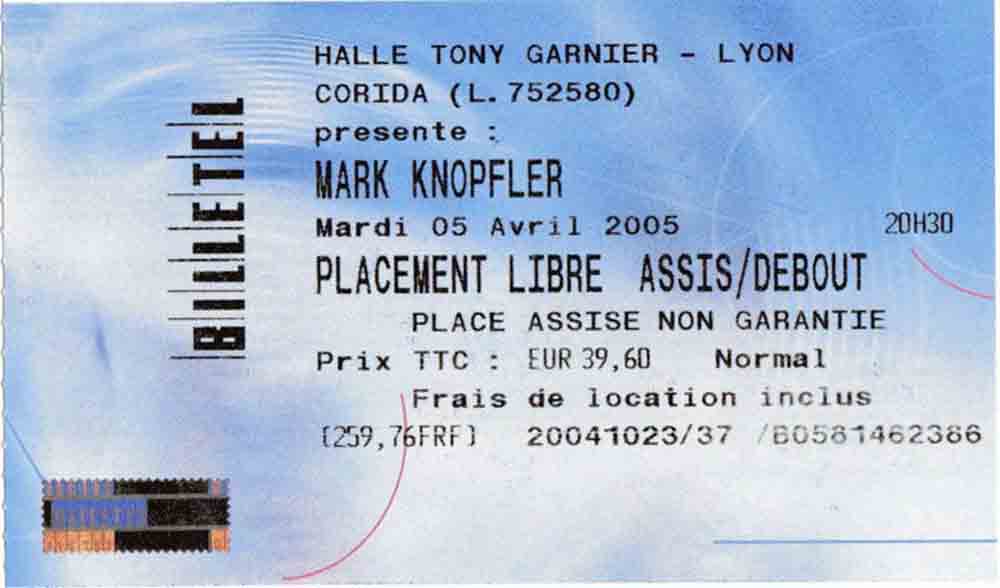 BILLETEL
HALLE TONY GARNIER - LYON
CORIDA (L. 752580)
presente :
MARK KNOPFLER
Mardi 05 Avril 2005 20H30
PLACEMENT LIBRE ASSIS/DEBOUT
PLACE ASSISE NON GARANTIE
Prix TTC : EUR 39,60 Normal
Frais de location inclus
(259,76FRF) 20041023/37 /B0581462386